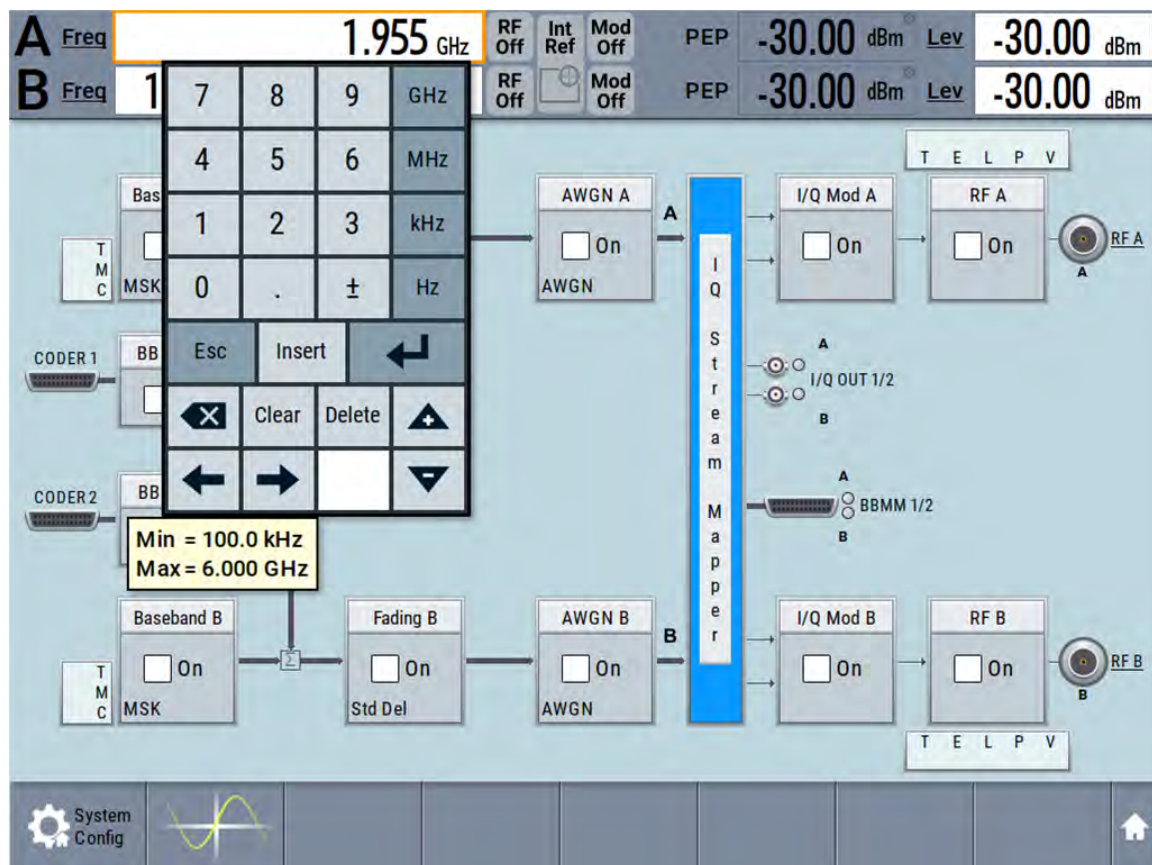 A Freq 1.955 GHz RF Off Int Ref Mod Off PEP -30.00 dBm Lev -30.00 dBm
B Freq 1 RF Off Mod Off PEP -30.00 dBm Lev -30.00 dBm
7 8 9 GHz
4 5 6 MHz
1 2 3 kHz
0 . ± Hz
Esc Insert
Clear Delete
Min = 100.0 kHz
Max = 6.000 GHz
T E L P V
Bas
T
M
C
MSK
AWGN A
On
AWGN
A
I/Q Mod A
On
RF A
On
RF A
A
CODER 1
BB
A
I/Q OUT 1/2
B
CODER 2
BB
A
BBMM 1/2
B
IQ Stream Mapper
Baseband B
On
T
M
C
MSK
Σ
Fading B
On
Std Del
AWGN B
On
AWGN
B
I/Q Mod B
On
RF B
On
RF B
B
T E L P V
System
Config